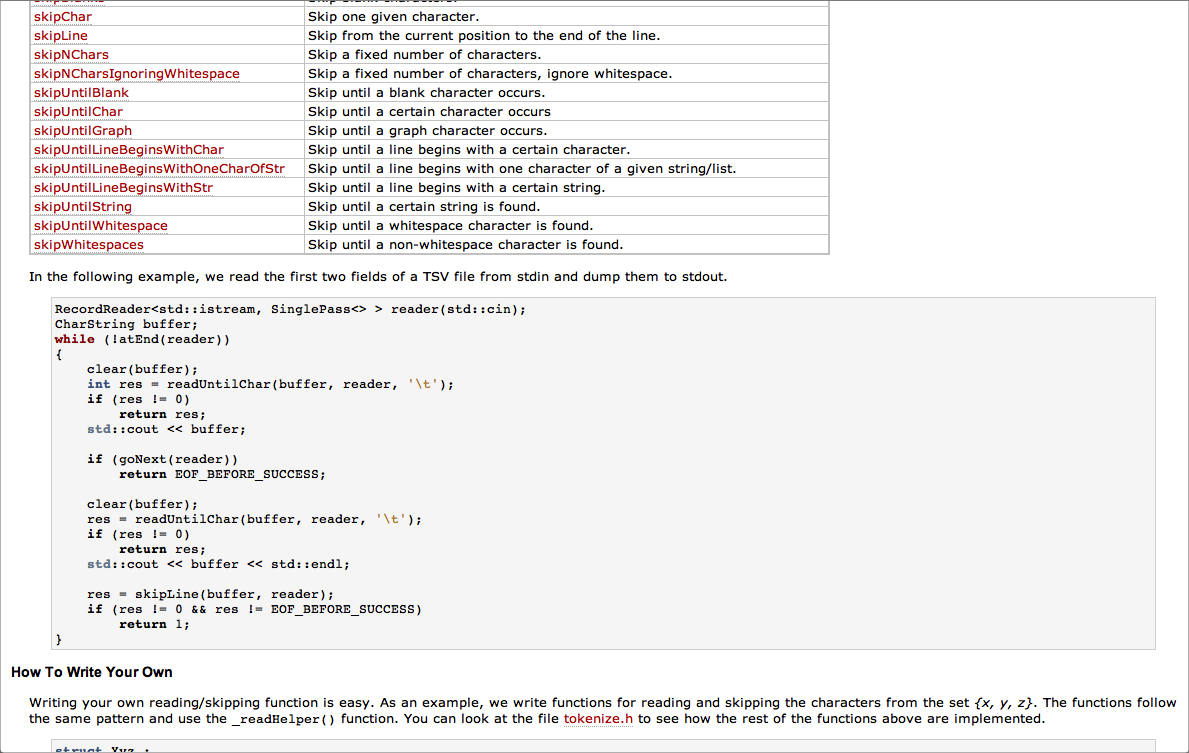 skipChar Skip one given character.
skipLine Skip from the current position to the end of the line.
skipNChars Skip a fixed number of characters.
skipNCharsIgnoringWhitespace Skip a fixed number of characters, ignore whitespace.
skipUntilBlank Skip until a blank character occurs.
skipUntilChar Skip until a certain character occurs
skipUntilGraph Skip until a graph character occurs.
skipUntilLineBeginsWithChar Skip until a line begins with a certain character.
skipUntilLineBeginsWithOneCharOfStr Skip until a line begins with one character of a given string/list.
skipUntilLineBeginsWithStr Skip until a line begins with a certain string.
skipUntilString Skip until a certain string is found.
skipUntilWhitespace Skip until a whitespace character is found.
skipWhitespaces Skip until a non-whitespace character is found.
In the following example, we read the first two fields of a TSV file from stdin and dump them to stdout.
RecordReader<std::istream, SinglePass<> > reader(std::cin);
CharString buffer;
while (!atEnd(reader))
{
    clear(buffer);
    int res = readUntilChar(buffer, reader, '\t');
    if (res != 0)
        return res;
    std::cout << buffer;
    if (goNext(reader))
        return EOF_BEFORE_SUCCESS;
    clear(buffer);
    res = readUntilChar(buffer, reader, '\t');
    if (res != 0)
        return res;
    std::cout << buffer << std::endl;
    res = skipLine(buffer, reader);
    if (res != 0 && res != EOF_BEFORE_SUCCESS)
        return 1;
}
How To Write Your Own
Writing your own reading/skipping function is easy. As an example, we write functions for reading and skipping the characters from the set {x, y, z}. The functions follow
the same pattern and use the _readHelper() function. You can look at the file tokenize.h to see how the rest of the functions above are implemented.